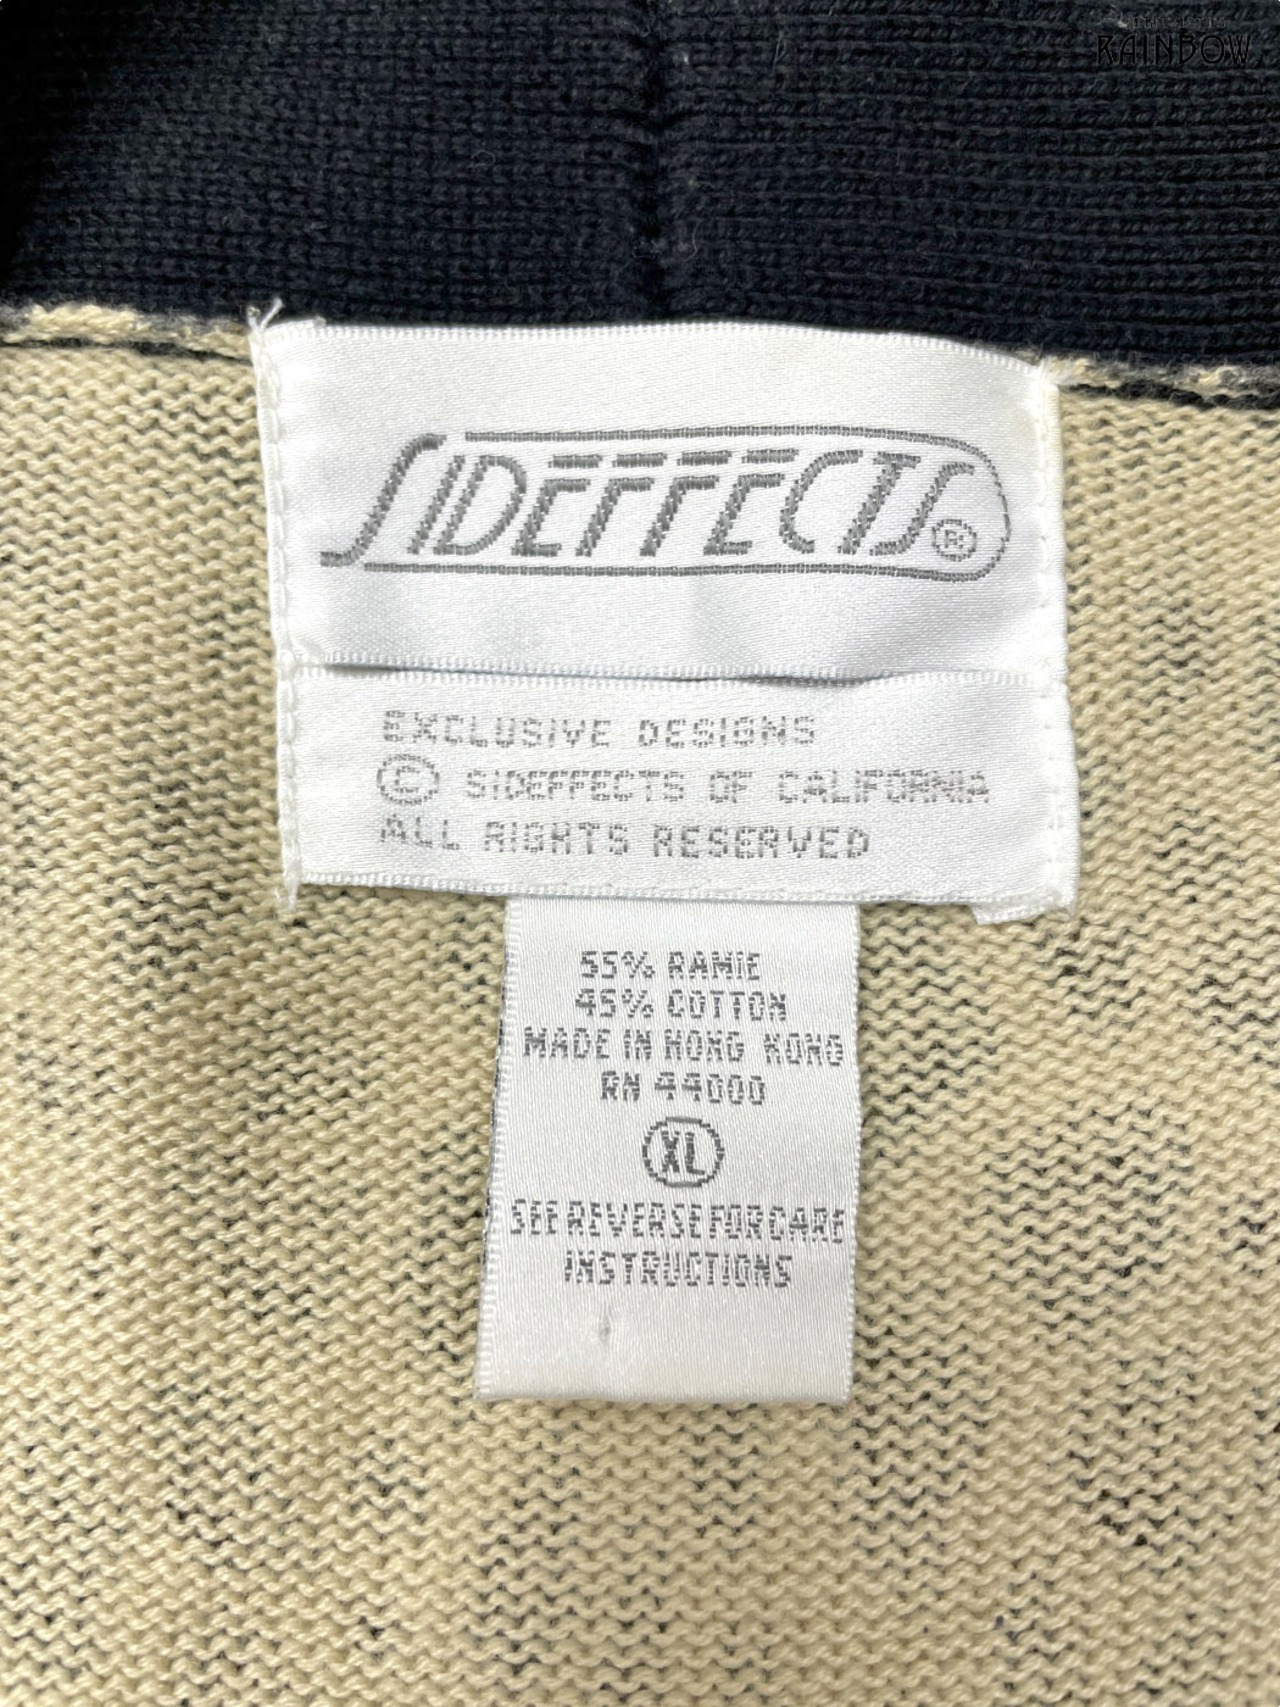 RAINBOW
SIDEFFECTS®
EXCLUSIVE DESIGNS
© SIDEFFECTS OF CALIFORNIA
ALL RIGHTS RESERVED
55% RAMIE
45% COTTON
MADE IN HONG KONG
RN 44000
XL
SEE REVERSE FOR CARE
INSTRUCTIONS